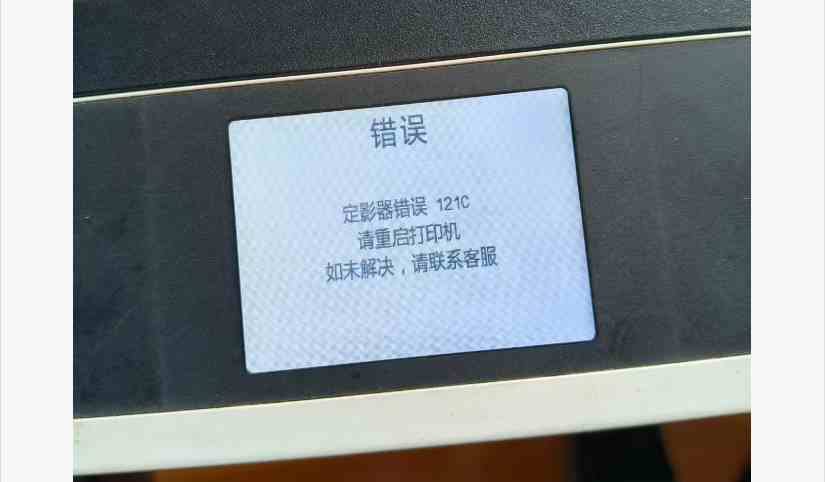 错误
定影器错误 121C
请重启打印机
如未解决，请联系客服